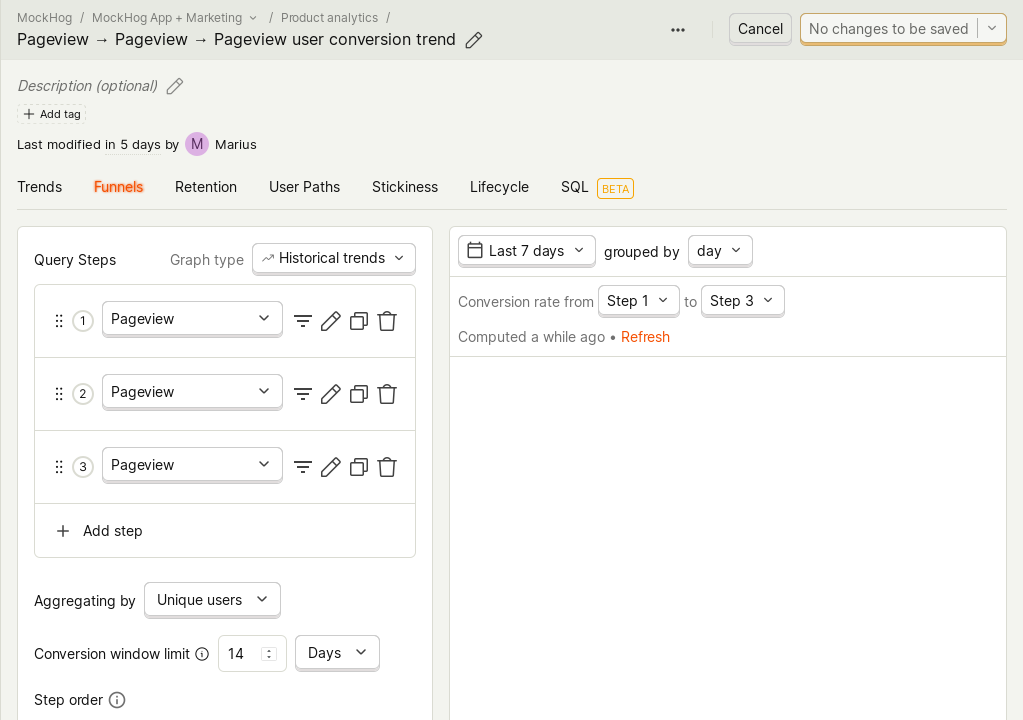 MockHog / MockHog App + Marketing / Product analytics /
Pageview → Pageview → Pageview user conversion trend
Cancel
No changes to be saved
Description (optional)
Add tag
Last modified in 5 days by M Marius
Trends Funnels Retention User Paths Stickiness Lifecycle SQL BETA
Query Steps
Graph type Historical trends
1 Pageview
2 Pageview
3 Pageview
Add step
Aggregating by Unique users
Conversion window limit 14 Days
Step order
Last 7 days grouped by day
Conversion rate from Step 1 to Step 3
Computed a while ago • Refresh